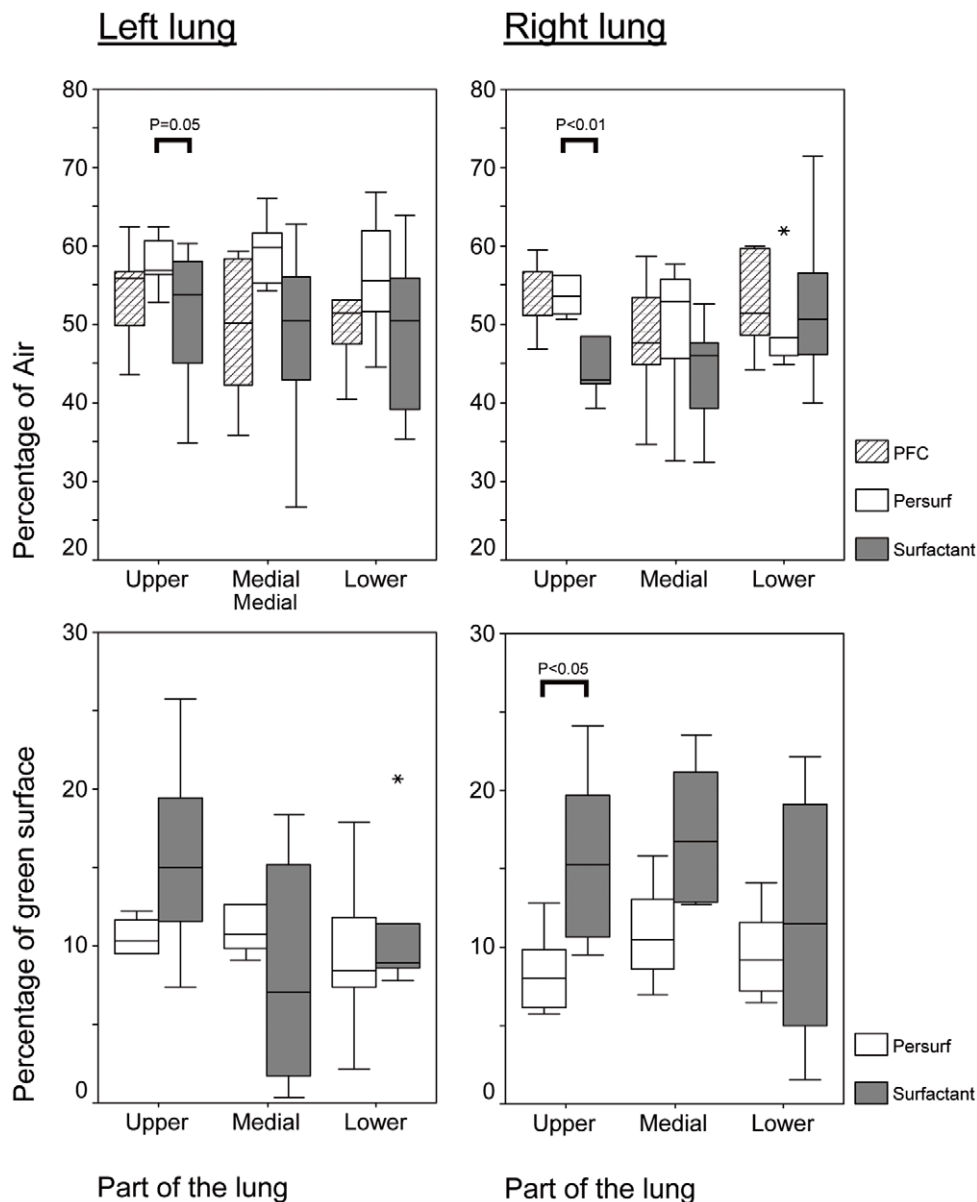 Left lung
Right lung
Percentage of Air
80
70
60
50
40
30
20
P=0.05
Upper
Medial
Lower
Medial
80
70
60
50
40
30
20
P<0.01
*
Upper
Medial
Lower
PFC
Persurf
Surfactant
Percentage of green surface
30
20
10
0
*
Upper
Medial
Lower
Part of the lung
30
20
10
0
P<0.05
Upper
Medial
Lower
Part of the lung
Persurf
Surfactant